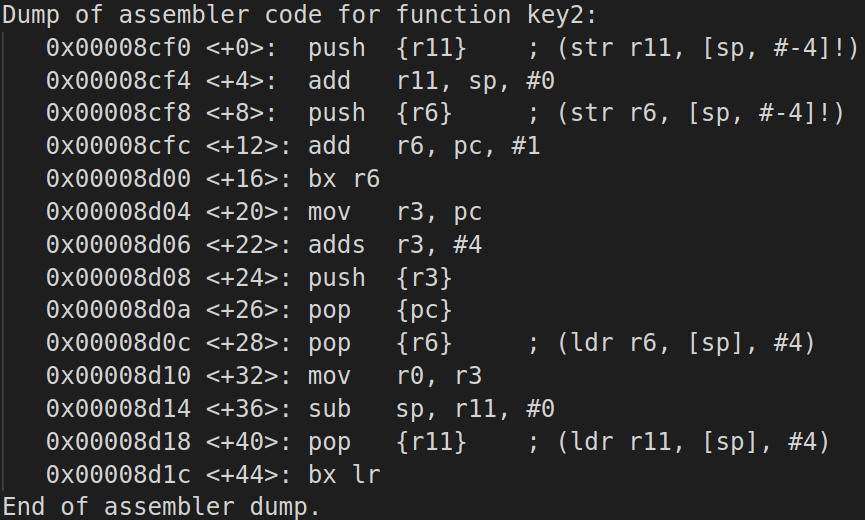 Dump of assembler code for function key2:
   0x00008cf0 <+0>:  push  {r11}    ; (str r11, [sp, #-4]!)
   0x00008cf4 <+4>:  add   r11, sp, #0
   0x00008cf8 <+8>:  push  {r6}     ; (str r6, [sp, #-4]!)
   0x00008cfc <+12>: add   r6, pc, #1
   0x00008d00 <+16>: bx r6
   0x00008d04 <+20>: mov   r3, pc
   0x00008d06 <+22>: adds  r3, #4
   0x00008d08 <+24>: push  {r3}
   0x00008d0a <+26>: pop   {pc}
   0x00008d0c <+28>: pop   {r6}     ; (ldr r6, [sp], #4)
   0x00008d10 <+32>: mov   r0, r3
   0x00008d14 <+36>: sub   sp, r11, #0
   0x00008d18 <+40>: pop   {r11}    ; (ldr r11, [sp], #4)
   0x00008d1c <+44>: bx lr
End of assembler dump.